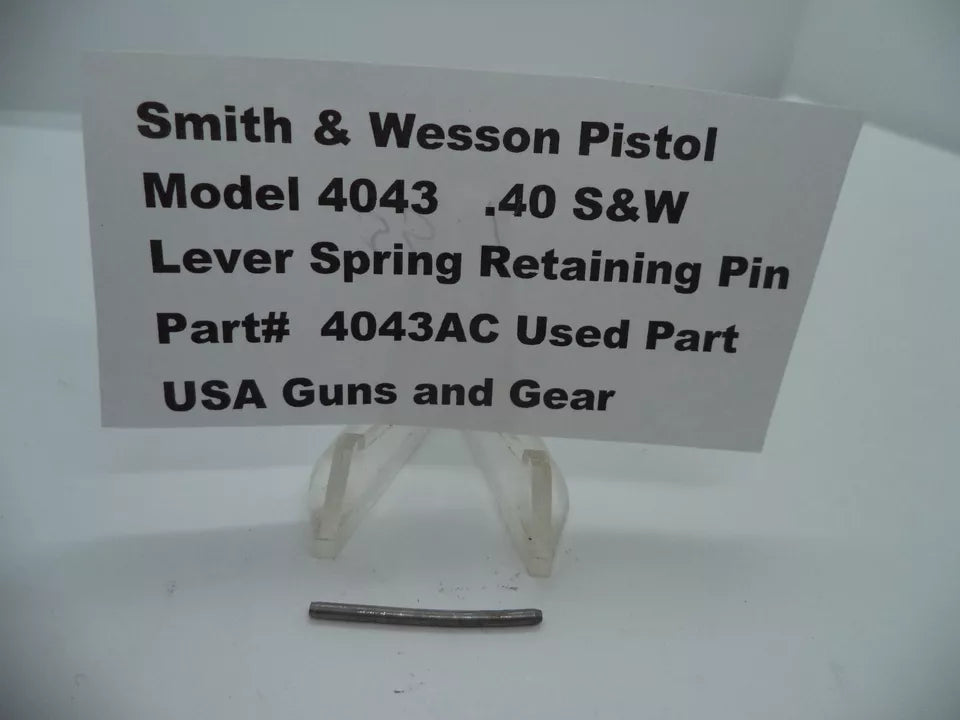 Smith & Wesson Pistol
Model 4043 .40 S&W
Lever Spring Retaining Pin
Part# 4043AC Used Part
USA Guns and Gear